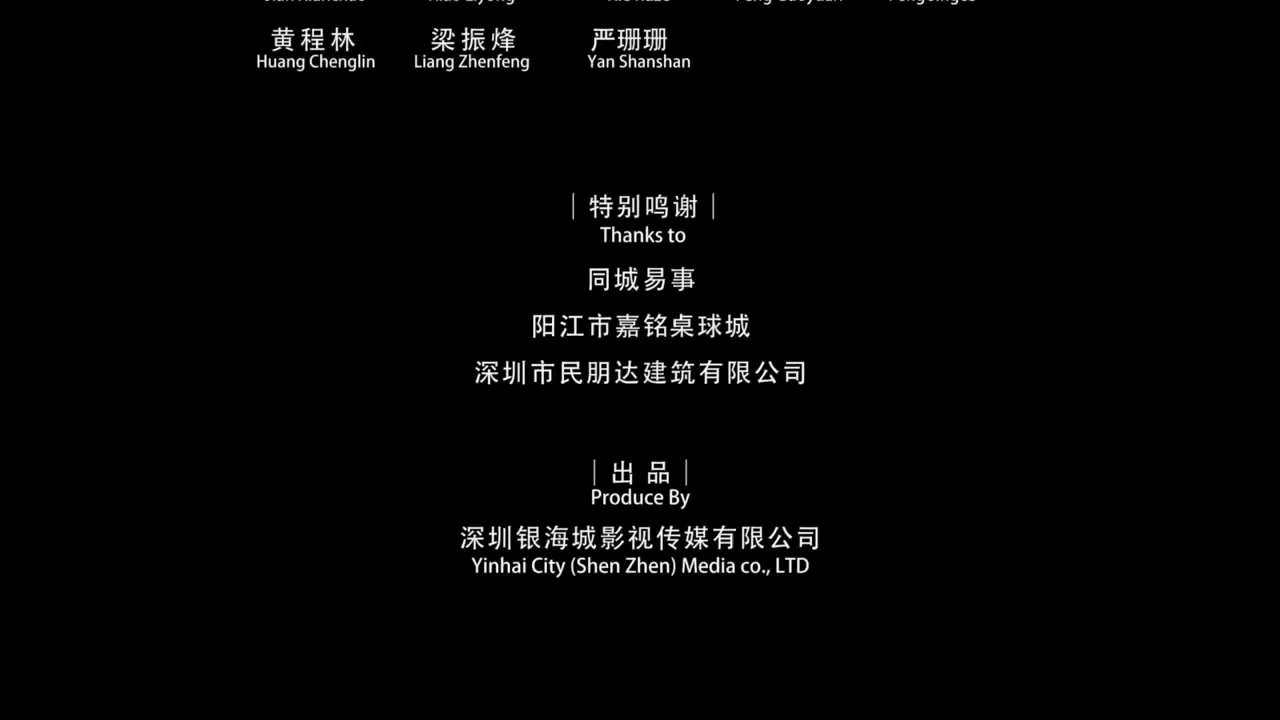 黄程林 梁振烽 严珊珊
Huang Chenglin Liang Zhenfeng Yan Shanshan
| 特别鸣谢 |
Thanks to
同城易事
阳江市嘉铭桌球城
深圳市民朋达建筑有限公司
| 出 品 |
Produce By
深圳银海城影视传媒有限公司
Yinhai City (Shen Zhen) Media co., LTD